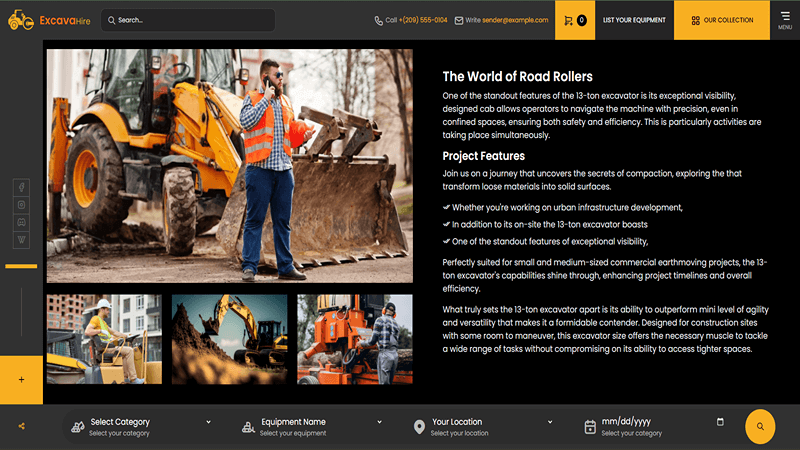 ExcavaHire
Search...
Call +(209) 555-0104
Write sender@example.com
0
LIST YOUR EQUIPMENT
OUR COLLECTION
MENU
The World of Road Rollers
One of the standout features of the 13-ton excavator is its exceptional visibility,
designed cab allows operators to navigate the machine with precision, even in
confined spaces, ensuring both safety and efficiency. This is particularly activities are
taking place simultaneously.
Project Features
Join us on a journey that uncovers the secrets of compaction, exploring the that
transform loose materials into solid surfaces.
Whether you're working on urban infrastructure development,
In addition to its on-site the 13-ton excavator boasts
One of the standout features of exceptional visibility,
Perfectly suited for small and medium-sized commercial earthmoving projects, the 13-
ton excavator's capabilities shine through, enhancing project timelines and overall
efficiency.
What truly sets the 13-ton excavator apart is its ability to outperform mini level of agility
and versatility that makes it a formidable contender. Designed for construction sites
with some room to maneuver, this excavator size offers the necessary muscle to tackle
a wide range of tasks without compromising on its ability to access tighter spaces.
+
Select Category
Select your category
Equipment Name
Select your equipment
Your Location
Select your location
mm/dd/yyyy
Select your category